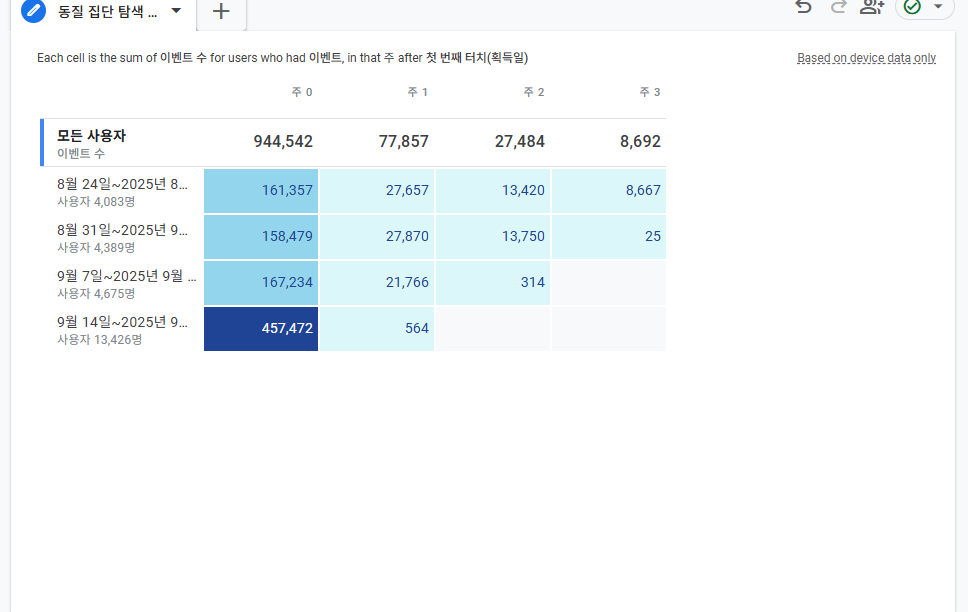 동질 집단 탐색 ...
Each cell is the sum of 이벤트 수 for users who had 이벤트, in that 주 after 첫 번째 터치(획득일)
Based on device data only
주 0 주 1 주 2 주 3
모든 사용자
이벤트 수
944,542 77,857 27,484 8,692
8월 24일~2025년 8...
사용자 4,083명
161,357 27,657 13,420 8,667
8월 31일~2025년 9...
사용자 4,389명
158,479 27,870 13,750 25
9월 7일~2025년 9월 ...
사용자 4,675명
167,234 21,766 314
9월 14일~2025년 9...
사용자 13,426명
457,472 564